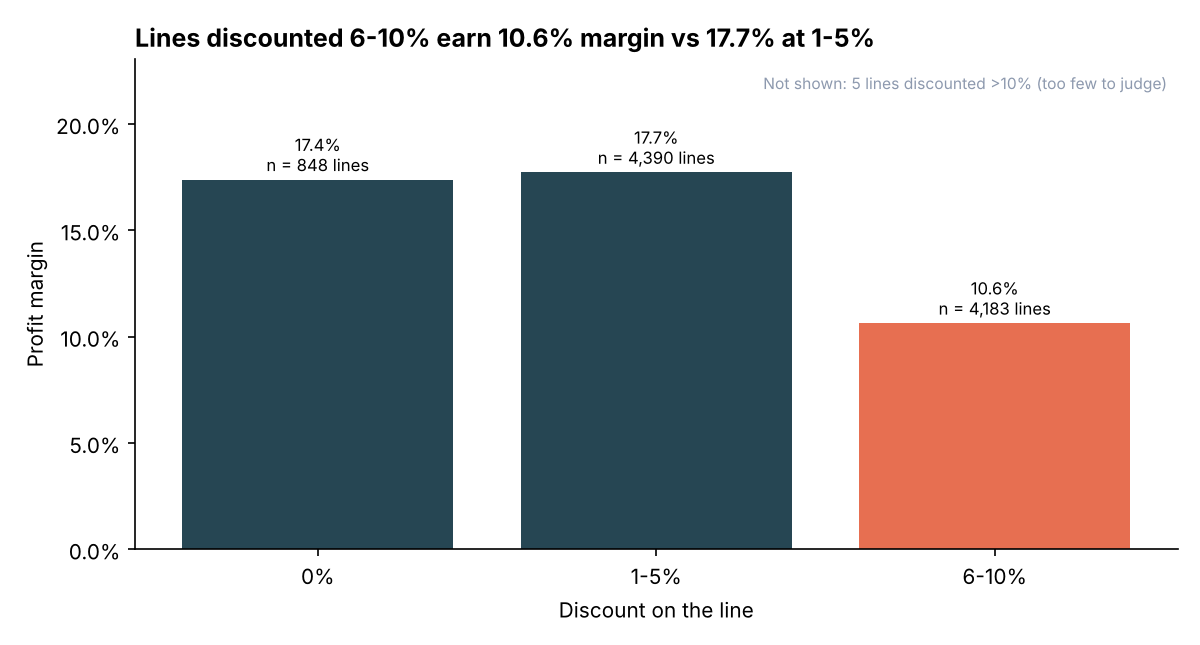 Lines discounted 6-10% earn 10.6% margin vs 17.7% at 1-5%
Not shown: 5 lines discounted >10% (too few to judge)
Profit margin
20.0%
15.0%
10.0%
5.0%
0.0%
17.4%
n = 848 lines
17.7%
n = 4,390 lines
10.6%
n = 4,183 lines
0%
1-5%
6-10%
Discount on the line